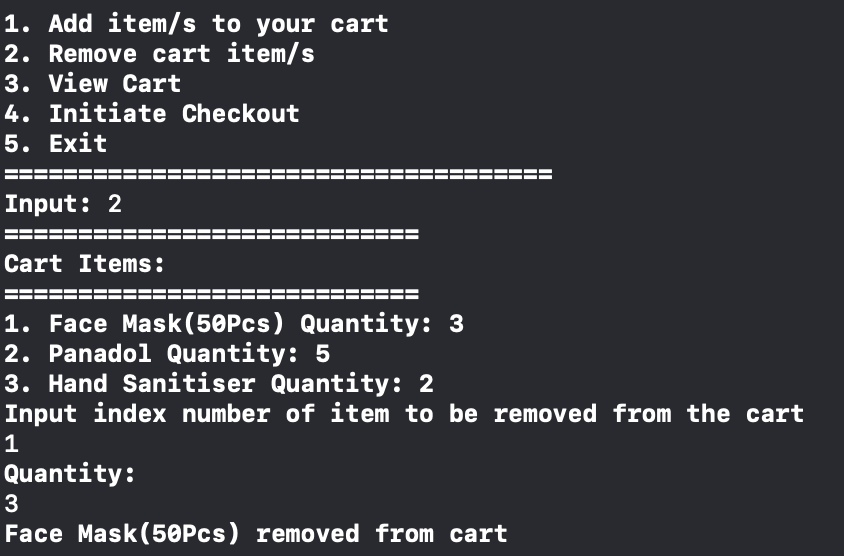 1. Add item/s to your cart
2. Remove cart item/s
3. View Cart
4. Initiate Checkout
5. Exit
=====================================
Input: 2
============================
Cart Items:
============================
1. Face Mask(50Pcs) Quantity: 3
2. Panadol Quantity: 5
3. Hand Sanitiser Quantity: 2
Input index number of item to be removed from the cart
1
Quantity:
3
Face Mask(50Pcs) removed from cart